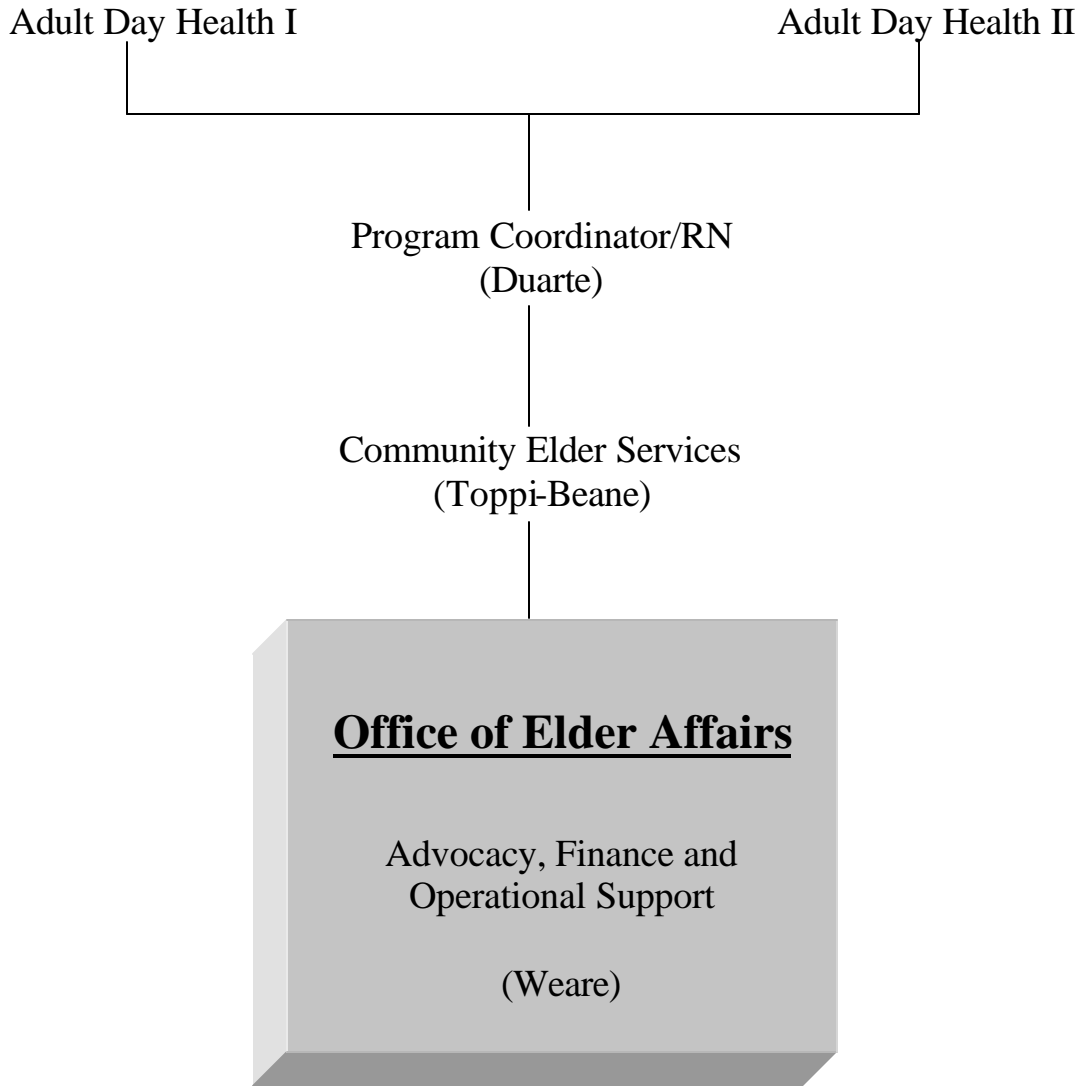 Adult Day Health I
Adult Day Health II
Program Coordinator/RN
(Duarte)
Community Elder Services
(Toppi-Beane)
Office of Elder Affairs
Advocacy, Finance and
Operational Support
(Weare)